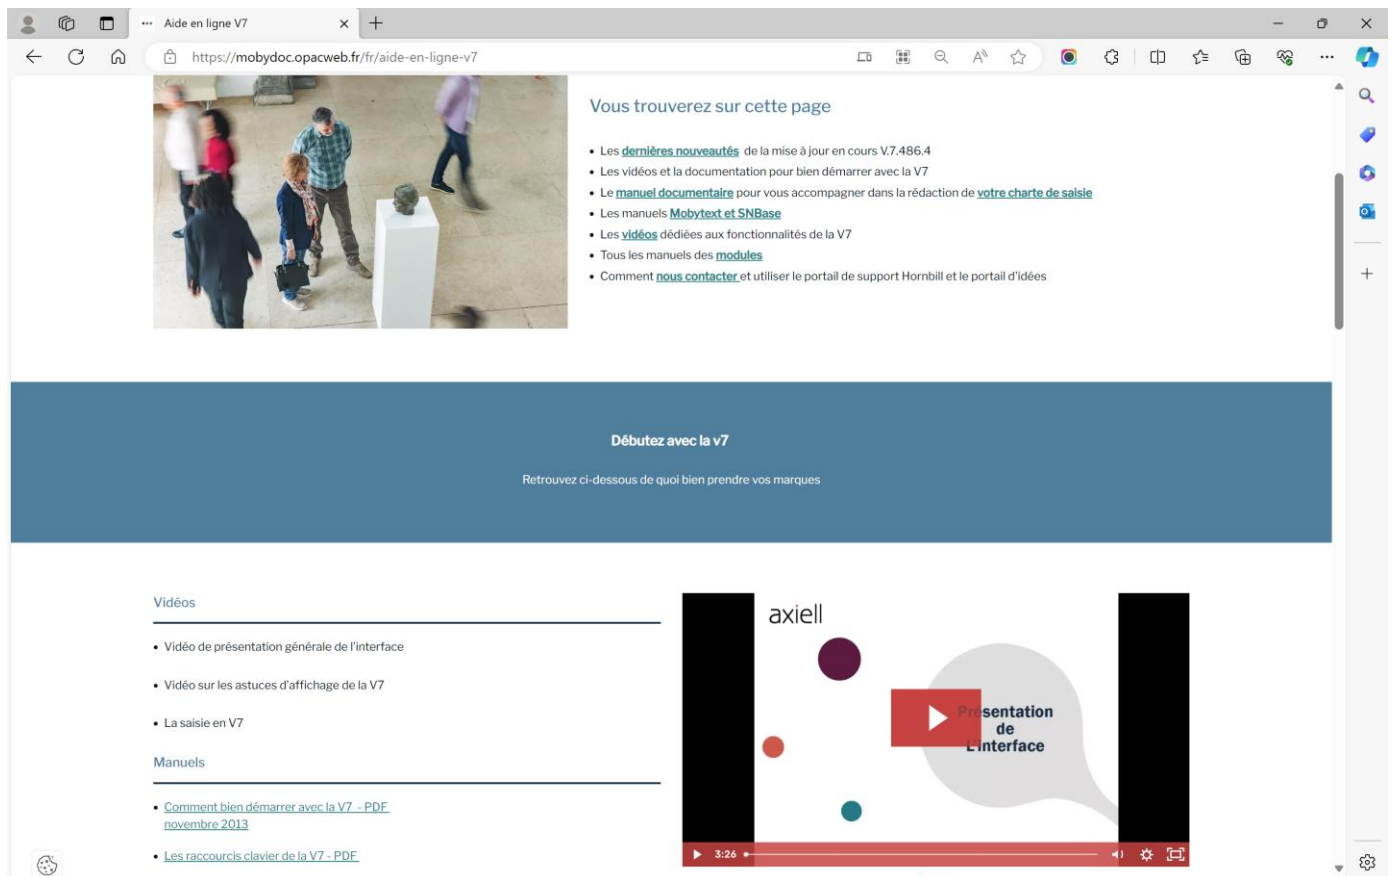 Aide en ligne V7
https://mobydoc.opacweb.fr/fr/aide-en-ligne-v7
Vous trouverez sur cette page
• Les dernières nouveautés de la mise à jour en cours V.7.486.4
• Les vidéos et la documentation pour bien démarrer avec la V7
• Le manuel documentaire pour vous accompagner dans la rédaction de votre charte de saisie
• Les manuels Mobytext et SNBase
• Les vidéos dédiées aux fonctionnalités de la V7
• Tous les manuels des modules
• Comment nous contacter et utiliser le portail de support Hornbill et le portail d'idées
Débutez avec la v7
Retrouvez ci-dessous de quoi bien prendre vos marques
Vidéos
• Vidéo de présentation générale de l'interface
• Vidéo sur les astuces d'affichage de la V7
• La saisie en V7
Manuels
• Comment bien démarrer avec la V7 - PDF
novembre 2013
• Les raccourcis clavier de la V7 - PDF
axiell
Présentation
de
L'interface
3:26